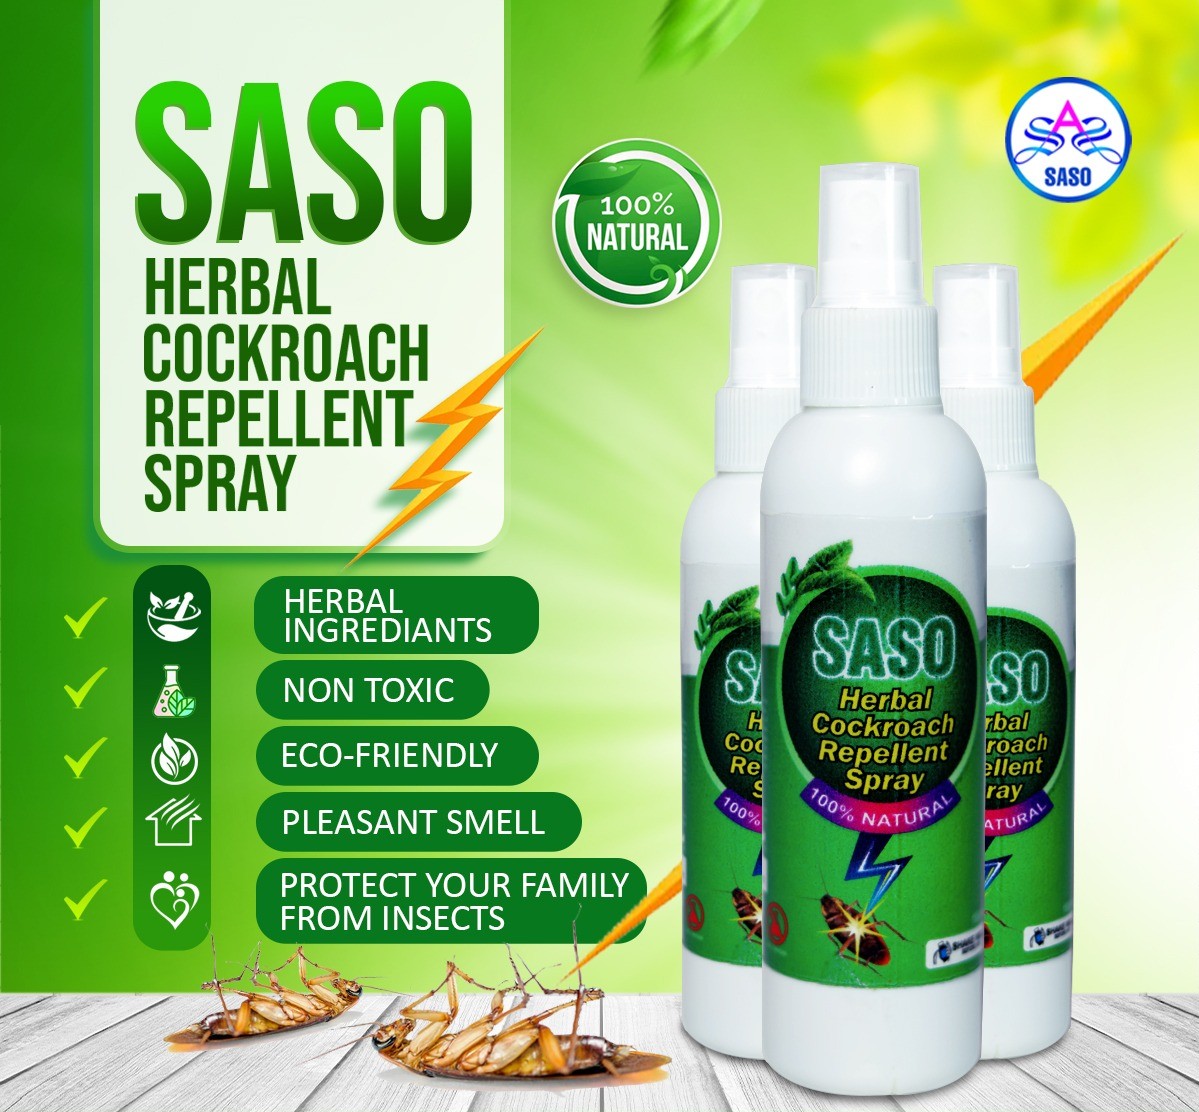 SASO
HERBAL
COCKROACH
REPELLENT
SPRAY
100%
NATURAL
A
SASO
HERBAL
INGREDIANTS
NON TOXIC
ECO-FRIENDLY
PLEASANT SMELL
PROTECT YOUR FAMILY
FROM INSECTS
SASO
Herbal
Cockroach
Repellent
Spray
100% NATURAL